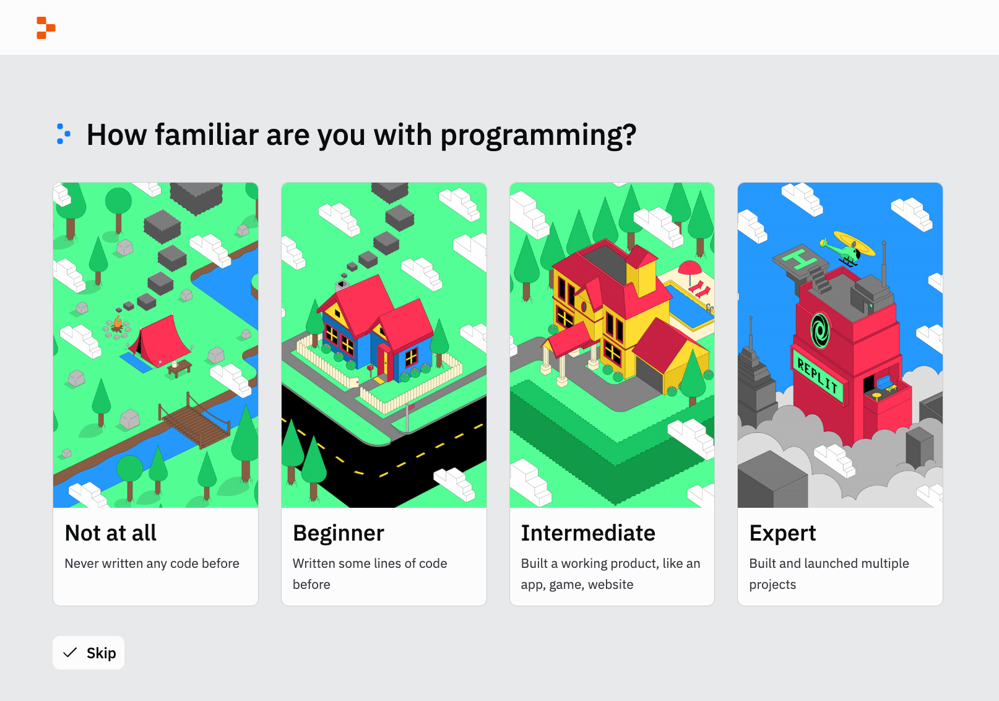 How familiar are you with programming?
REPLIT
Not at all
Never written any code before
Beginner
Written some lines of code
before
Intermediate
Built a working product, like an
app, game, website
Expert
Built and launched multiple
projects
Skip